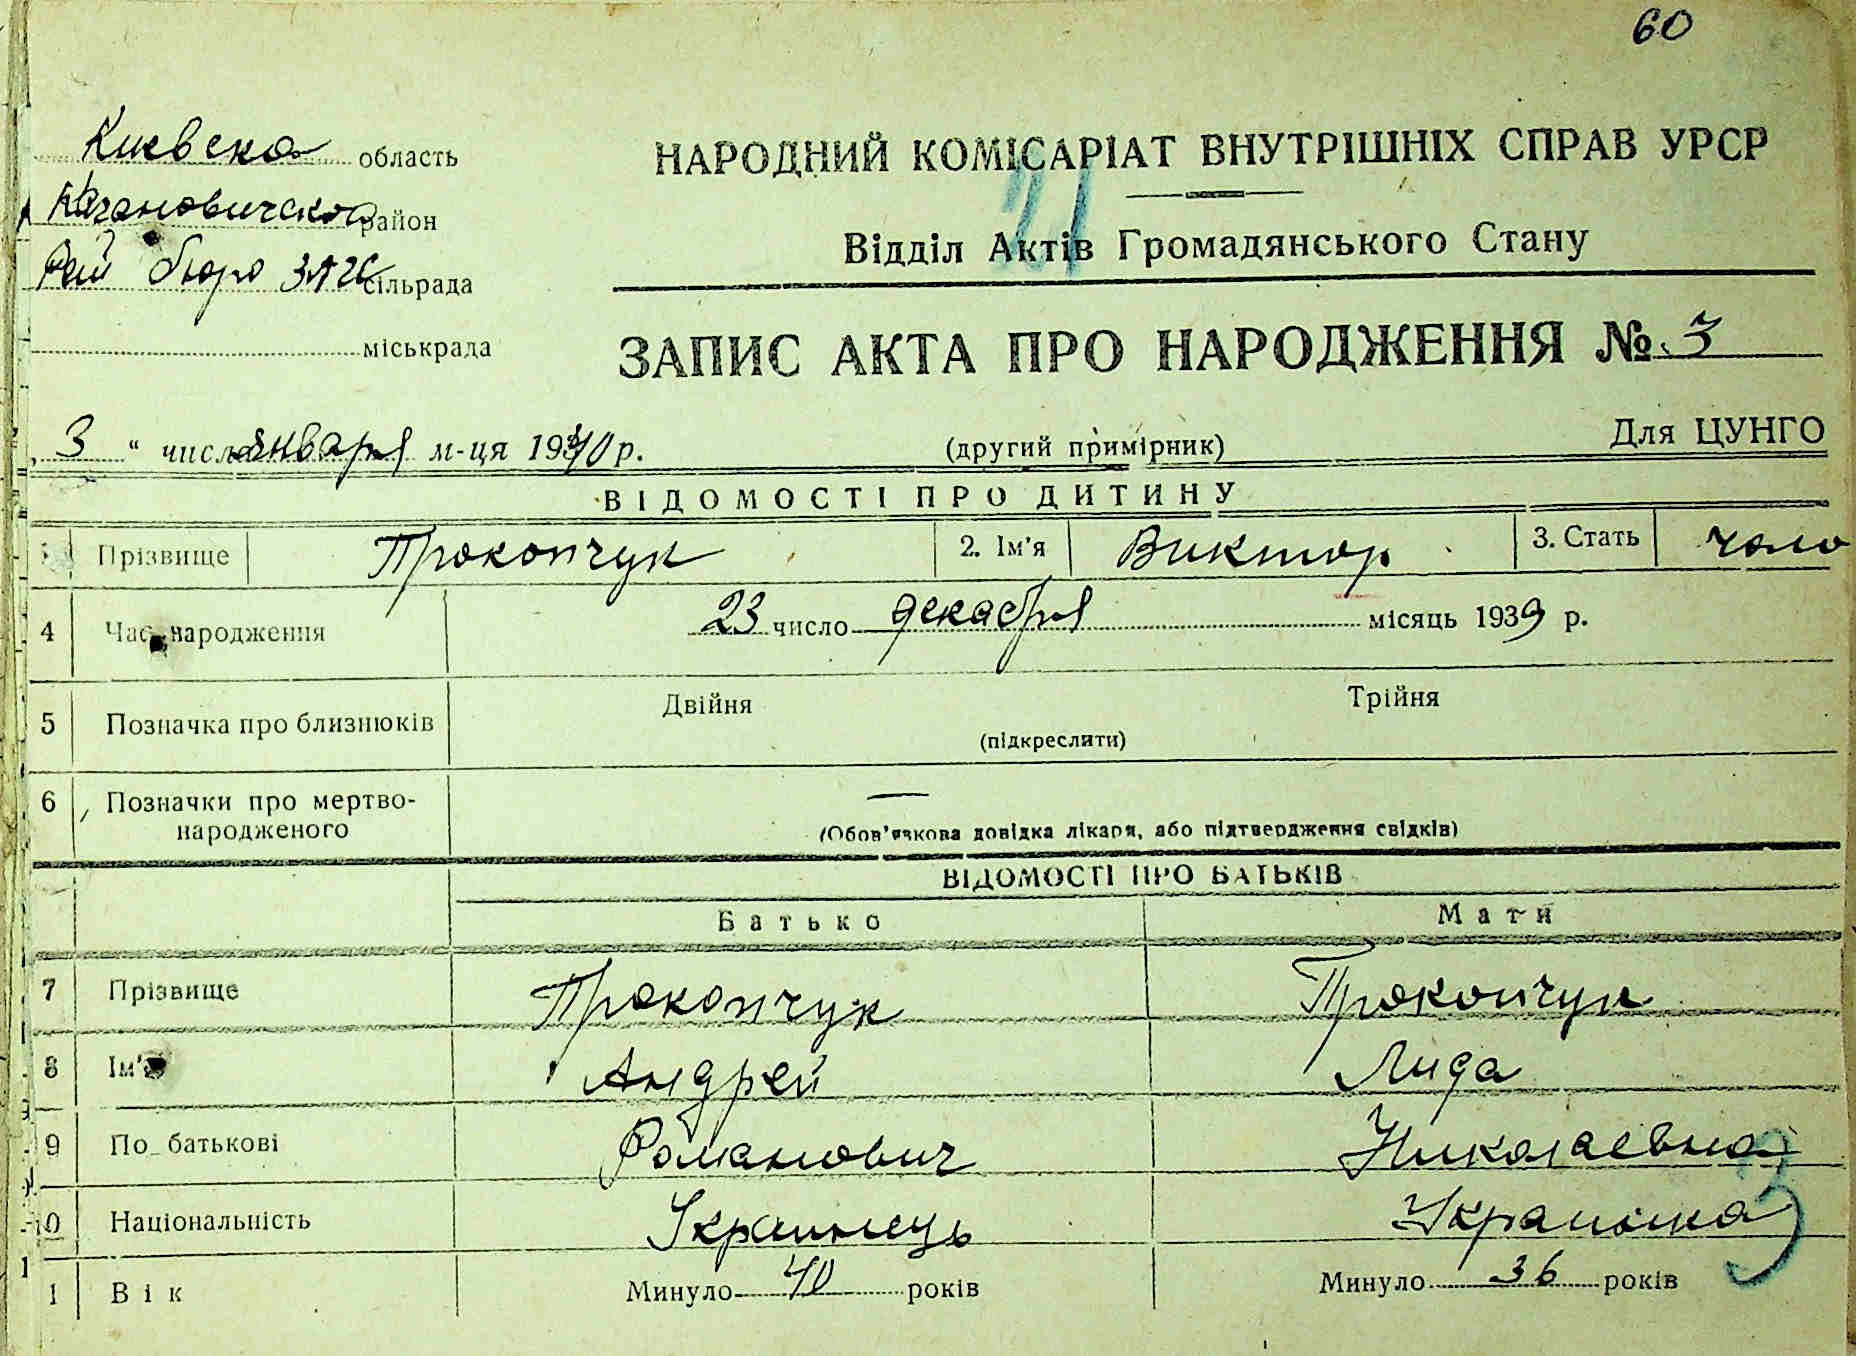 60
Киевска область
Кагановичский район
Рай бюро ЗАГС сільрада
міськрада
НАРОДНИЙ КОМІСАРІАТ ВНУТРІШНІХ СПРАВ УРСР
21
Відділ Актів Громадянського Стану
ЗАПИС АКТА ПРО НАРОДЖЕННЯ № 3
„ 3 “ числа января м-ця 1940 р. (другий примірник) Для ЦУНГО
ВІДОМОСТІ ПРО ДИТИНУ
Прізвище Прокопчук 2. Ім'я Виктор 3. Стать чоло
4 Час народження 23 число декабря місяць 1939 р.
5 Позначка про близнюків Двійня Трійня
(підкреслити)
6 Позначки про мертво-
народженого —
(Обов'язкова довідка лікаря, або підтвердження свідків)
ВІДОМОСТІ ПРО БАТЬКІВ
Батько Мати
7 Прізвище Прокопчук Прокопчук
8 Ім'я Андрей Лида
9 По батькові Романович Николаевна
10 Національність Украинець Украинка
3
11 Вік Минуло 40 років Минуло 36 років